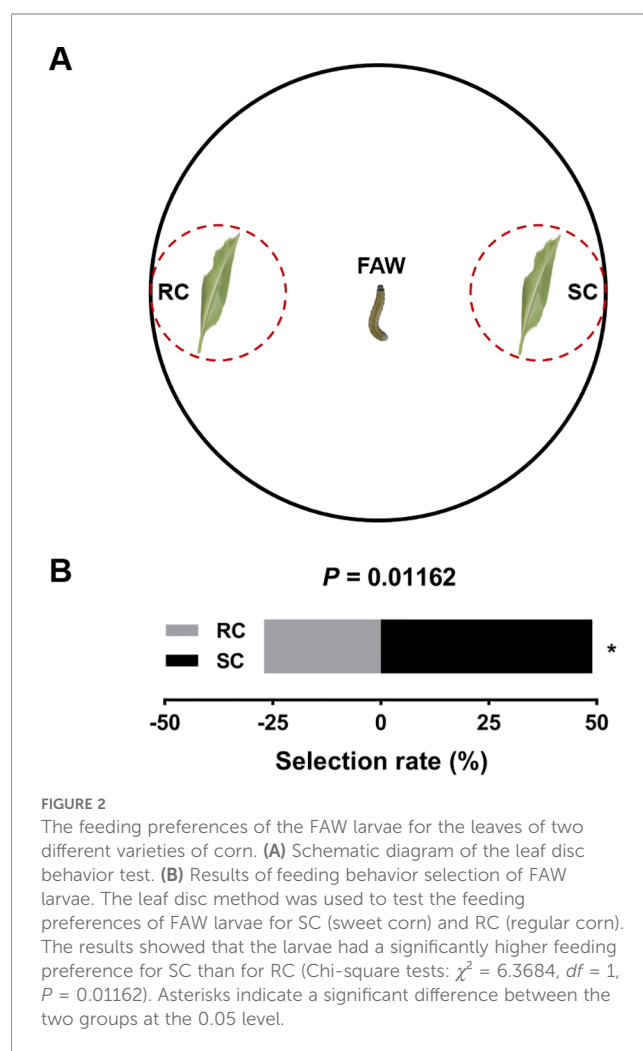 A
FAW
RC
SC
B
P = 0.01162
RC
SC
*
-50 -25 0 25 50
Selection rate (%)
FIGURE 2
The feeding preferences of the FAW larvae for the leaves of two
different varieties of corn. (A) Schematic diagram of the leaf disc
behavior test. (B) Results of feeding behavior selection of FAW
larvae. The leaf disc method was used to test the feeding
preferences of FAW larvae for SC (sweet corn) and RC (regular corn).
The results showed that the larvae had a significantly higher feeding
preference for SC than for RC (Chi-square tests: χ² = 6.3684, df = 1,
P = 0.01162). Asterisks indicate a significant difference between the
two groups at the 0.05 level.